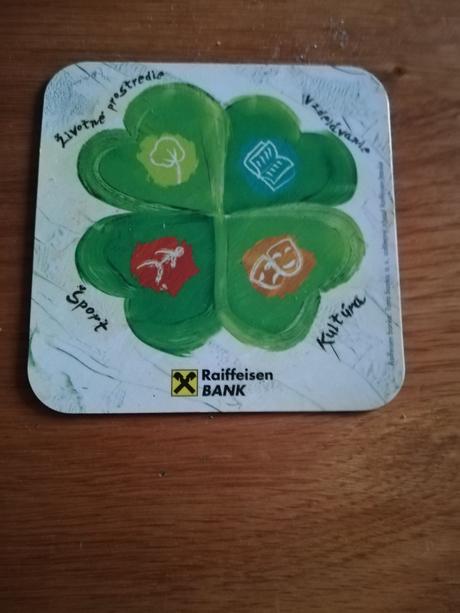 Životné prostredie
Vzdelávanie
Šport
Kultúra
Raiffeisen
BANK